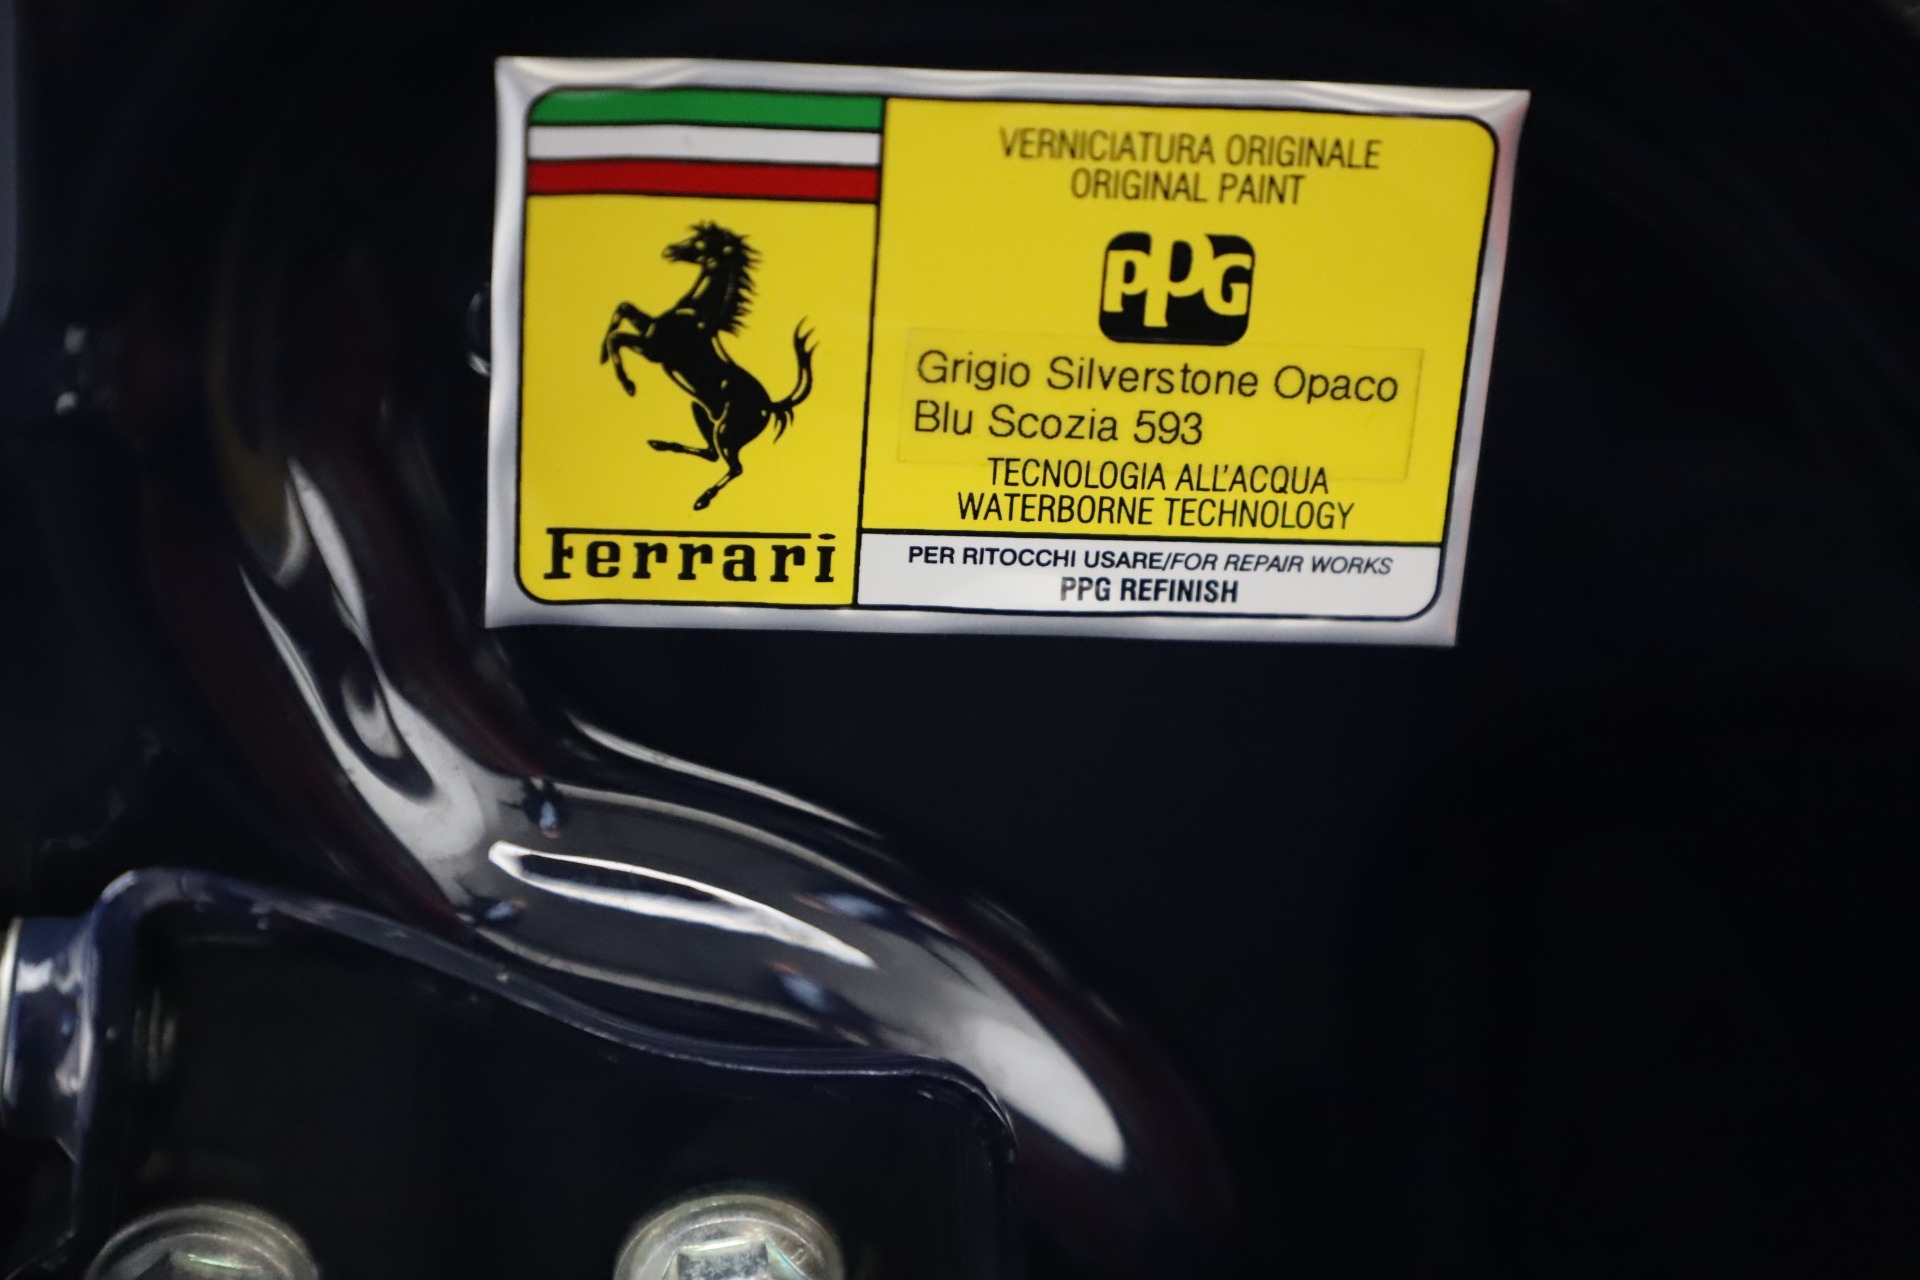 VERNICIATURA ORIGINALE
ORIGINAL PAINT
PPG
Grigio Silverstone Opaco
Blu Scozia 593
TECNOLOGIA ALL'ACQUA
WATERBORNE TECHNOLOGY
PER RITOCCHI USARE/FOR REPAIR WORKS
PPG REFINISH
Ferrari